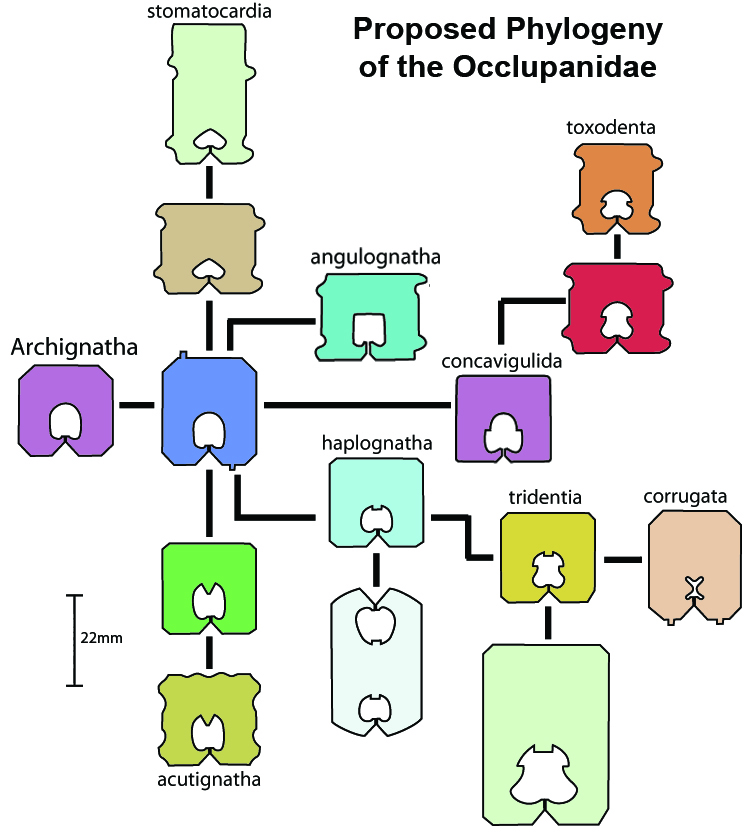 stomatocardia
Proposed Phylogeny
of the Occlupanidae
toxodenta
angulognatha
Archignatha
concavigulida
haplognatha
tridentia
corrugata
22mm
acutignatha